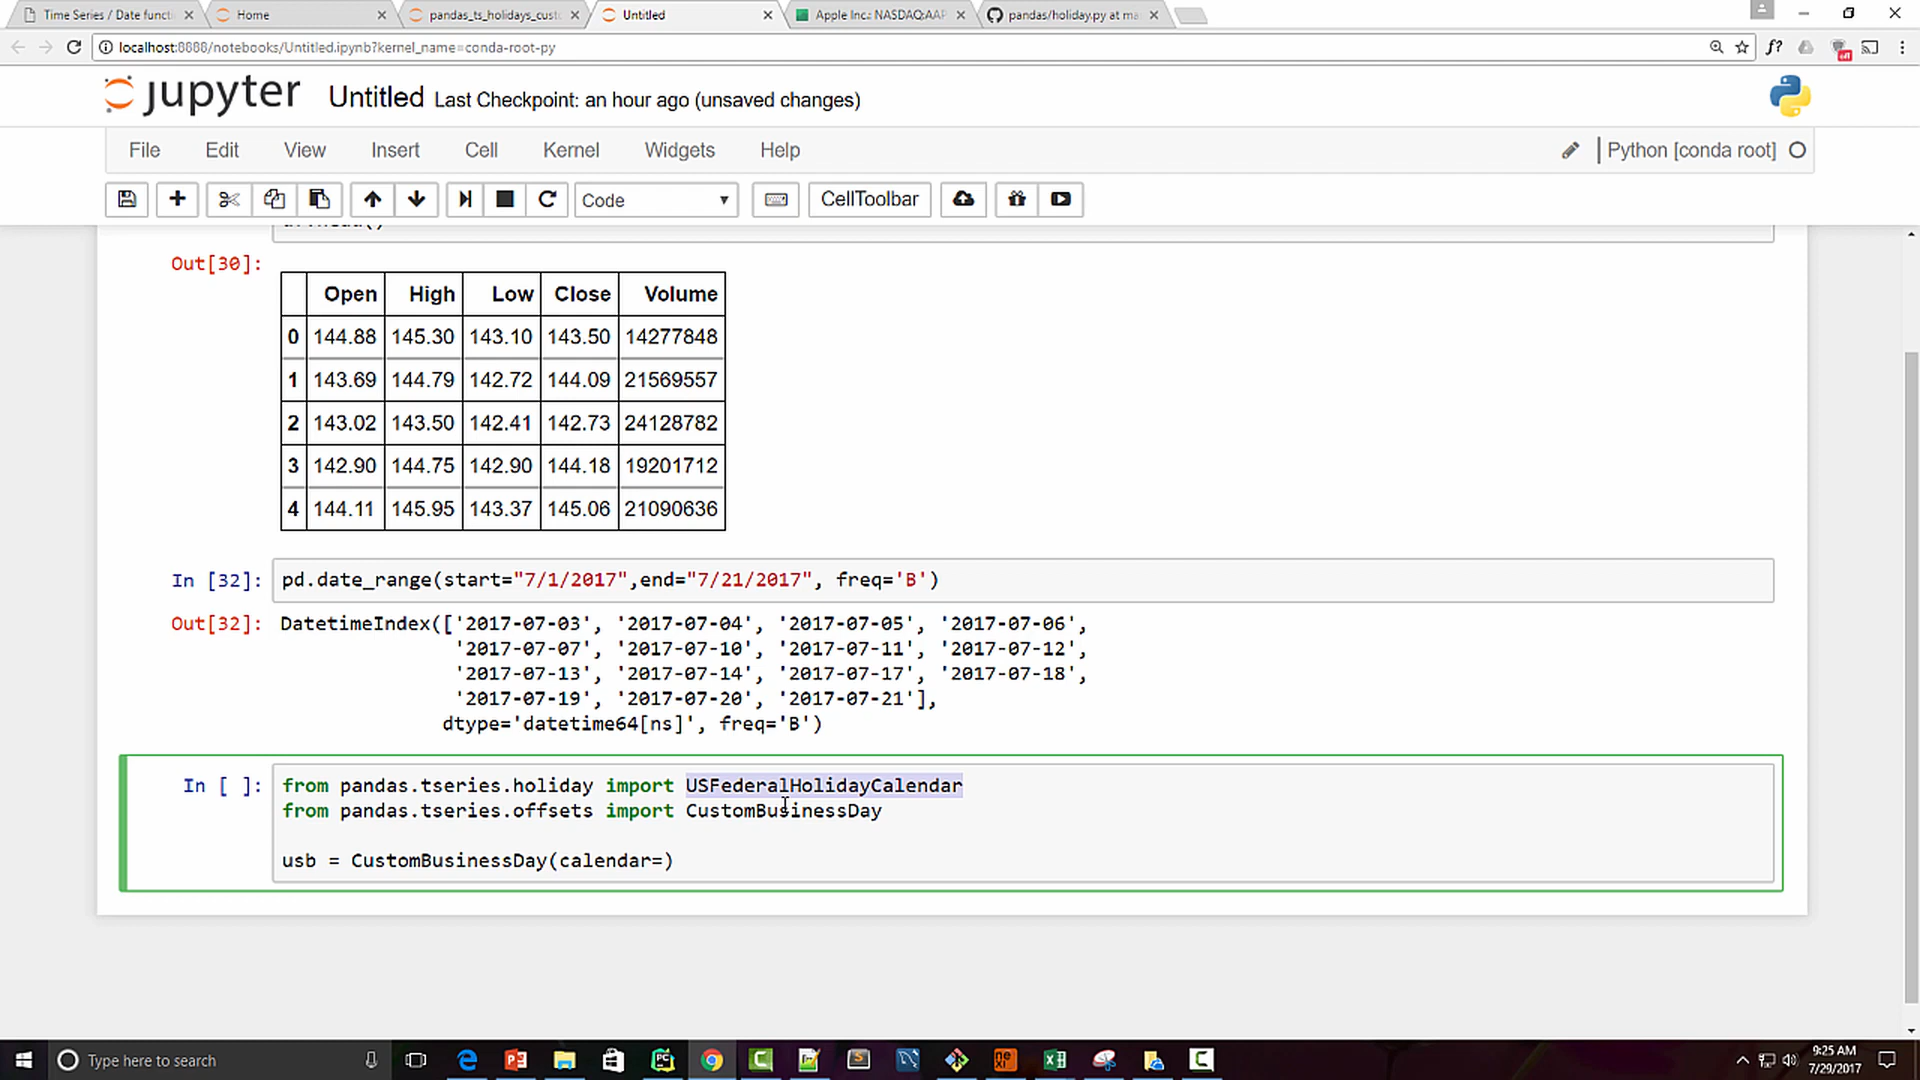 Time Series / Date functi
Home
pandas_ts_holidays_cust
Untitled
Apple Inc.: NASDAQ:AAP
pandas/holiday.py at ma
localhost:8888/notebooks/Untitled.ipynb?kernel_name=conda-root-py
f?
off
jupyter Untitled Last Checkpoint: an hour ago (unsaved changes)
File Edit View Insert Cell Kernel Widgets Help
Python [conda root]
Code
CellToolbar
Out[30]:
Open High Low Close Volume
0 144.88 145.30 143.10 143.50 14277848
1 143.69 144.79 142.72 144.09 21569557
2 143.02 143.50 142.41 142.73 24128782
3 142.90 144.75 142.90 144.18 19201712
4 144.11 145.95 143.37 145.06 21090636
In [32]: pd.date_range(start="7/1/2017",end="7/21/2017", freq='B')
Out[32]: DatetimeIndex(['2017-07-03', '2017-07-04', '2017-07-05', '2017-07-06',
'2017-07-07', '2017-07-10', '2017-07-11', '2017-07-12',
'2017-07-13', '2017-07-14', '2017-07-17', '2017-07-18',
'2017-07-19', '2017-07-20', '2017-07-21'],
dtype='datetime64[ns]', freq='B')
In [ ]: from pandas.tseries.holiday import USFederalHolidayCalendar
from pandas.tseries.offsets import CustomBusinessDay
usb = CustomBusinessDay(calendar=)
Type here to search
9:25 AM
7/29/2017